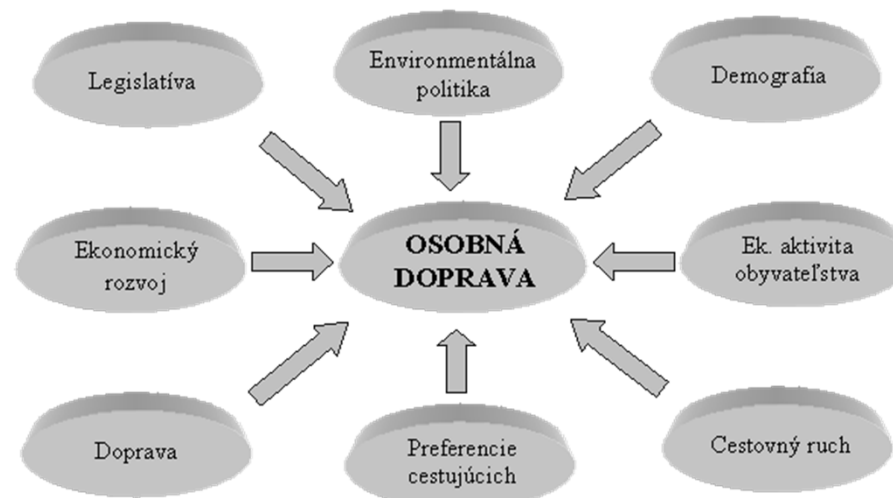 Legislatíva
Environmentálna
politika
Demografia
Ekonomický
rozvoj
OSOBNÁ
DOPRAVA
Ek. aktivita
obyvateľstva
Doprava
Preferencie
cestujúcich
Cestovný ruch